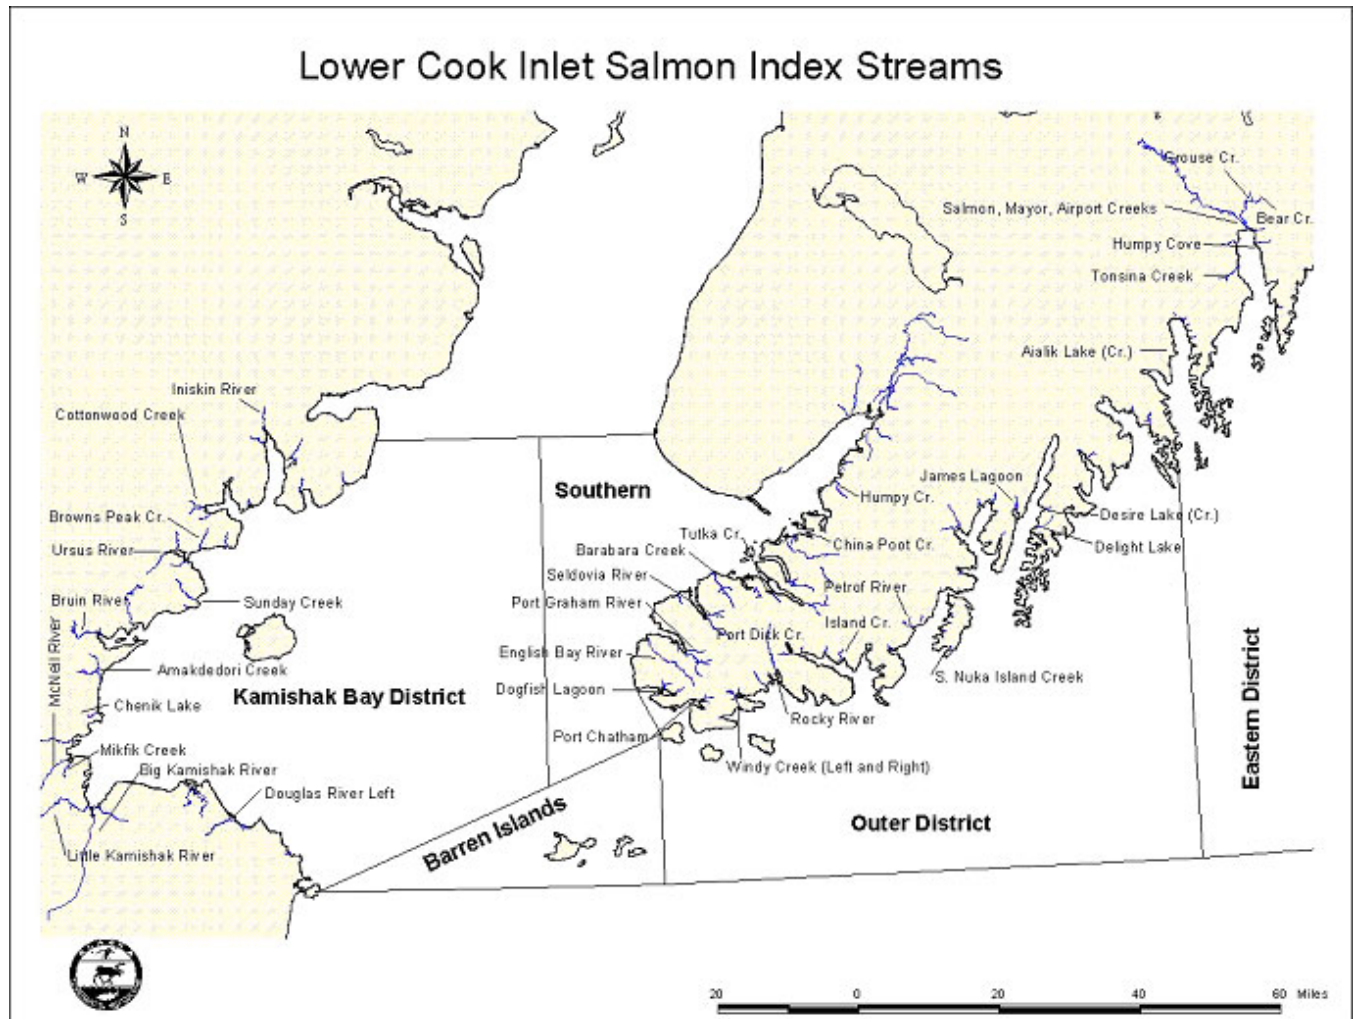 Lower Cook Inlet Salmon Index Streams
N
W E
S
Grouse Cr.
Salmon, Mayor, Airport Creeks
Bear Cr.
Humpy Cove
Tonsina Creek
Aialik Lake (Cr.)
Iniskin River
Cottonwood Creek
James Lagoon
Southern
Humpy Cr.
Browns Peak Cr.
Desire Lake (Cr.)
Tutka Cr.
China Poot Cr.
Ursus River
Barabara Creek
Delight Lake
Seldovia River
Petrof River
Bruin River
Sunday Creek
Port Graham River
Island Cr.
Port Dick Cr.
McNeil River
English Bay River
Amakdedori Creek
S. Nuka Island Creek
Kamishak Bay District
Dogfish Lagoon
Chenik Lake
Rocky River
Port Chatham
Eastern District
Mikfik Creek
Big Kamishak River
Windy Creek (Left and Right)
Douglas River Left
Barren Islands
Outer District
Little Kamishak River
20 0 20 40 60 Miles